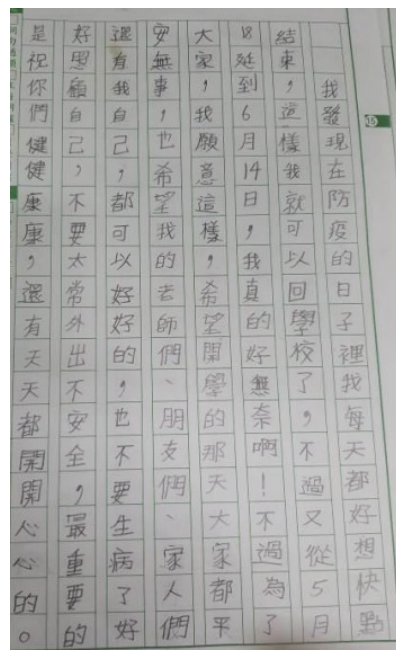 我發現在防疫的日子裡我每天都好想快點
結束，這樣我就可以回學校了，不過又從5月
18延到6月14日，我真的好無奈啊！不過為了
大家，我願意這樣，希望開學的那天大家都平
安無事，也希望我的老師們、朋友們、家人們
還有我自己，都可以好好的，也不要生病了好
好照顧自己，不要太常外出不安全，最重要的
是祝你們健健康康，還有天天都開開心心的。